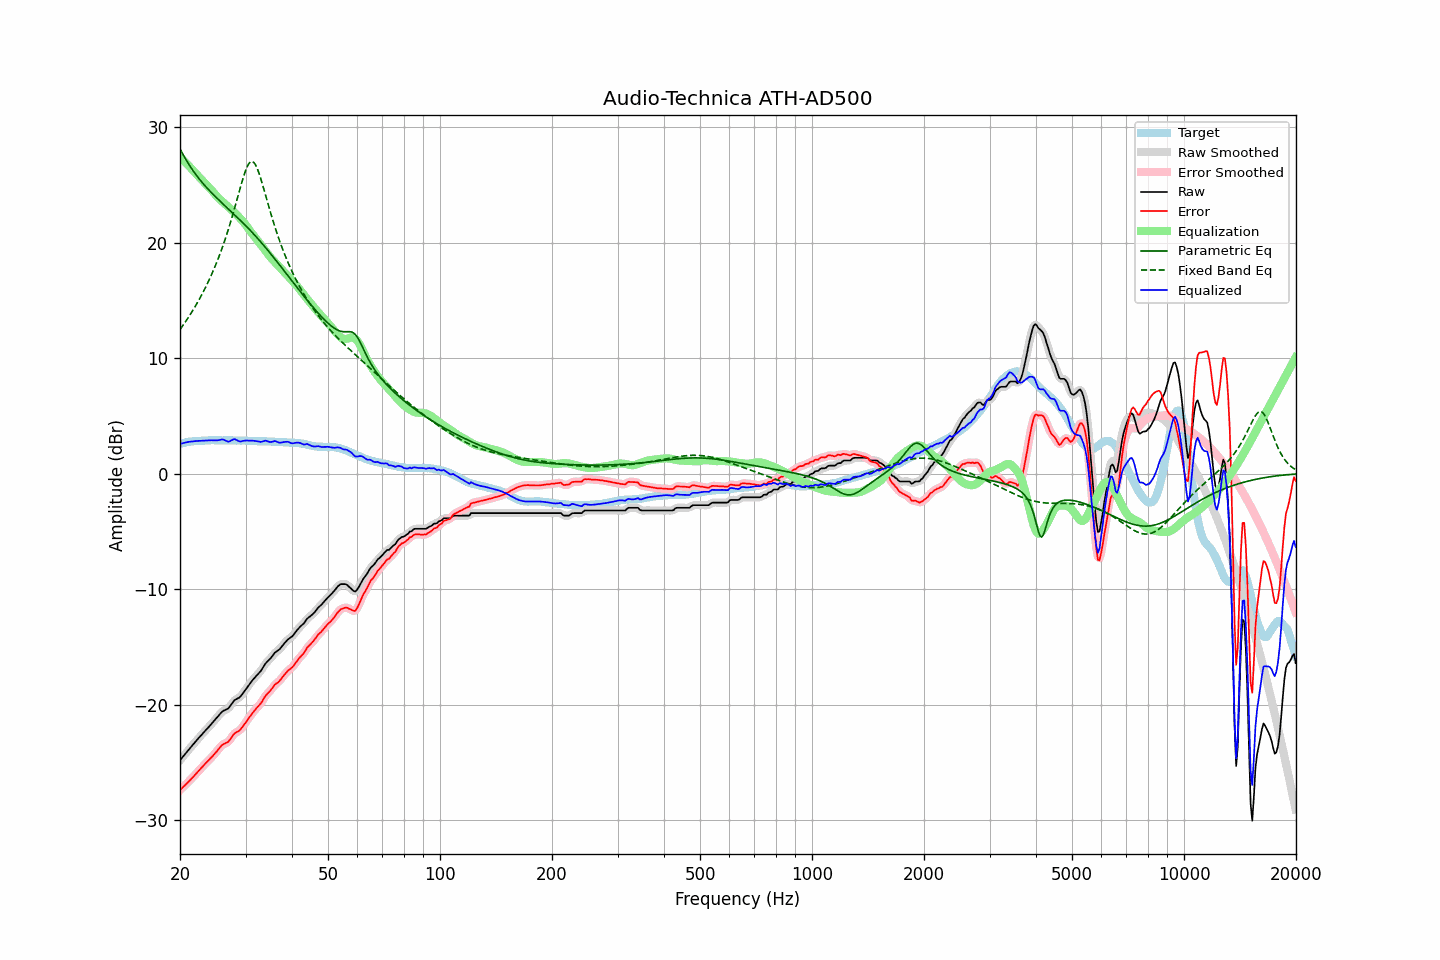 Audio-Technica ATH-AD500
30
20
10
0
−10
−20
−30
Amplitude (dBr)
20
50
100
200
500
1000
2000
5000
10000
20000
Frequency (Hz)
Target
Raw Smoothed
Error Smoothed
Raw
Error
Equalization
Parametric Eq
Fixed Band Eq
Equalized